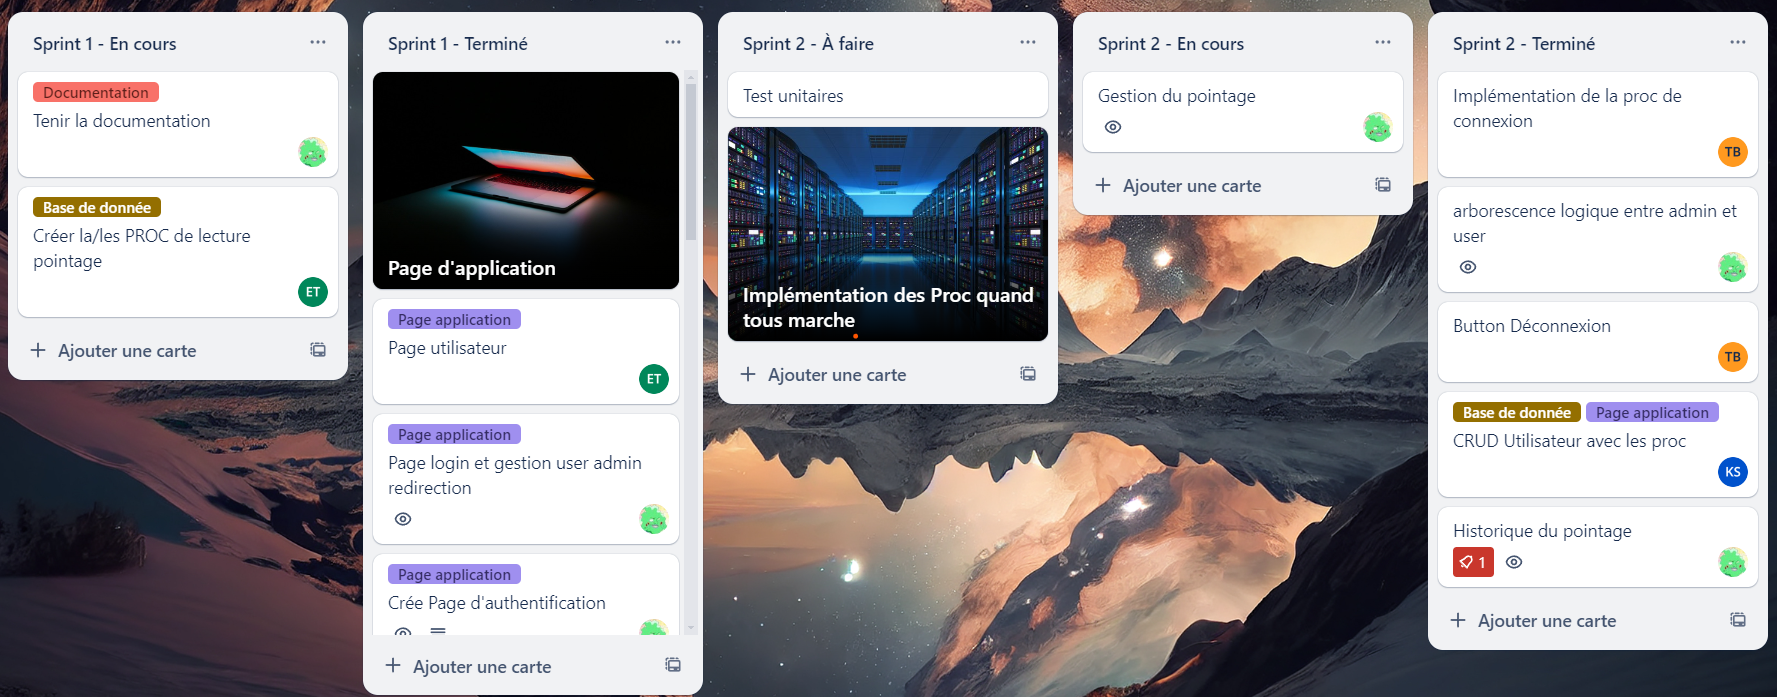 Sprint 1 - En cours
Documentation
Tenir la documentation
Base de donnée
Créer la/les PROC de lecture
pointage
ET
Ajouter une carte
Sprint 1 - Terminé
Page d'application
Page application
Page utilisateur
ET
Page application
Page login et gestion user admin
redirection
Page application
Crée Page d'authentification
Ajouter une carte
Sprint 2 - À faire
Test unitaires
Implémentation des Proc quand
tous marche
Ajouter une carte
Sprint 2 - En cours
Gestion du pointage
Ajouter une carte
Sprint 2 - Terminé
Implémentation de la proc de
connexion
TB
arborescence logique entre admin et
user
Button Déconnexion
TB
Base de donnée Page application
CRUD Utilisateur avec les proc
KS
Historique du pointage
1
Ajouter une carte